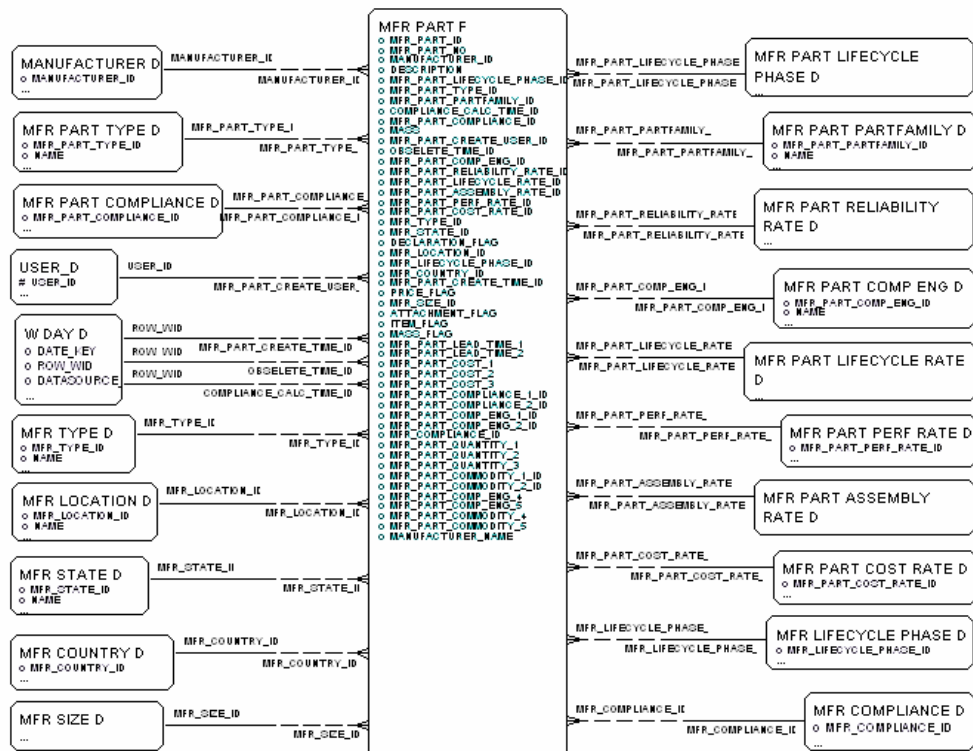 MANUFACTURER D
MANUFACTURER_ID
...
MANUFACTURER_ID
MANUFACTURER_ID
MFR PART TYPE D
MFR_PART_TYPE_ID
NAME
...
MFR_PART_TYPE_I
MFR_PART_TYPE_
MFR PART COMPLIANCE D
MFR_PART_COMPLIANCE_ID
...
MFR_PART_COMPLIANCE
MFR_PART_COMPLIANCE_I
USER_D
# USER_ID
...
USER_ID
MFR_PART_CREATE_USER_
W DAY D
DATE_KEY
ROW_WID
DATASOURCE_
...
ROW_WID
MFR_PART_CREATE_TIME_ID
ROW_WID
OBSELETE_TIME_ID
ROW_WID
COMPLIANCE_CALC_TIME_ID
MFR TYPE D
MFR_TYPE_ID
NAME
...
MFR_TYPE_ID
MFR_TYPE_ID
MFR LOCATION D
MFR_LOCATION_ID
NAME
...
MFR_LOCATION_ID
MFR_LOCATION_ID
MFR STATE D
MFR_STATE_ID
NAME
...
MFR_STATE_II
MFR_STATE_II
MFR COUNTRY D
MFR_COUNTRY_ID
...
MFR_COUNTRY_ID
MFR_COUNTRY_ID
MFR SIZE D
...
MFR_SIZE_ID
MFR_SIZE_ID
MFR PART F
MFR_PART_ID
MFR_PART_NO
MANUFACTURER_ID
DESCRIPTION
MFR_PART_LIFECYCLE_PHASE_ID
MFR_PART_TYPE_ID
MFR_PART_PARTFAMILY_ID
COMPLIANCE_CALC_TIME_ID
MFR_PART_COMPLIANCE_ID
MASS
MFR_PART_CREATE_USER_ID
OBSELETE_TIME_ID
MFR_PART_COMP_ENG_ID
MFR_PART_RELIABILITY_RATE_ID
MFR_PART_LIFECYCLE_RATE_ID
MFR_PART_ASSEMBLY_RATE_ID
MFR_PART_PERF_RATE_ID
MFR_PART_COST_RATE_ID
MFR_TYPE_ID
MFR_STATE_ID
DECLARATION_FLAG
MFR_LOCATION_ID
MFR_LIFECYCLE_PHASE_ID
MFR_COUNTRY_ID
MFR_PART_CREATE_TIME_ID
PRICE_FLAG
MFR_SIZE_ID
ATTACHMENT_FLAG
ITEM_FLAG
MASS_FLAG
MFR_PART_LEAD_TIME_1
MFR_PART_LEAD_TIME_2
MFR_PART_COST_1
MFR_PART_COST_2
MFR_PART_COST_3
MFR_PART_COMPLIANCE_1_ID
MFR_PART_COMPLIANCE_2_ID
MFR_PART_COMP_ENG_1_ID
MFR_PART_COMP_ENG_2_ID
MFR_COMPLIANCE_ID
MFR_PART_QUANTITY_1
MFR_PART_QUANTITY_2
MFR_PART_QUANTITY_3
MFR_PART_COMMODITY_1_ID
MFR_PART_COMMODITY_2_ID
MFR_PART_COMP_ENG_4
MFR_PART_COMP_ENG_5
MFR_PART_COMMODITY_4
MFR_PART_COMMODITY_5
MANUFACTURER_NAME
MFR_PART_LIFECYCLE_PHASE
MFR_PART_LIFECYCLE_PHASE
MFR PART LIFECYCLE
PHASE D
...
MFR_PART_PARTFAMILY_
MFR_PART_PARTFAMILY_
MFR PART PARTFAMILY D
MFR_PART_PARTFAMILY_ID
NAME
...
MFR_PART_RELIABILITY_RATE
MFR_PART_RELIABILITY_RATE
MFR PART RELIABILITY
RATE D
...
MFR_PART_COMP_ENG_I
MFR_PART_COMP_ENG_I
MFR PART COMP ENG D
MFR_PART_COMP_ENG_ID
NAME
...
MFR_PART_LIFECYCLE_RATE
MFR_PART_LIFECYCLE_RATE
MFR PART LIFECYCLE RATE
D
...
MFR_PART_PERF_RATE_
MFR_PART_PERF_RATE_
MFR PART PERF RATE D
MFR_PART_PERF_RATE_ID
...
MFR_PART_ASSEMBLY_RATE
MFR_PART_ASSEMBLY_RATE
MFR PART ASSEMBLY
RATE D
MFR_PART_COST_RATE_
MFR_PART_COST_RATE_
MFR PART COST RATE D
MFR_PART_COST_RATE_ID
...
MFR_LIFECYCLE_PHASE_
MFR_LIFECYCLE_PHASE_
MFR LIFECYCLE PHASE D
MFR_LIFECYCLE_PHASE_ID
...
MFR_COMPLIANCE_ID
MFR_COMPLIANCE_ID
MFR COMPLIANCE D
MFR_COMPLIANCE_ID
...